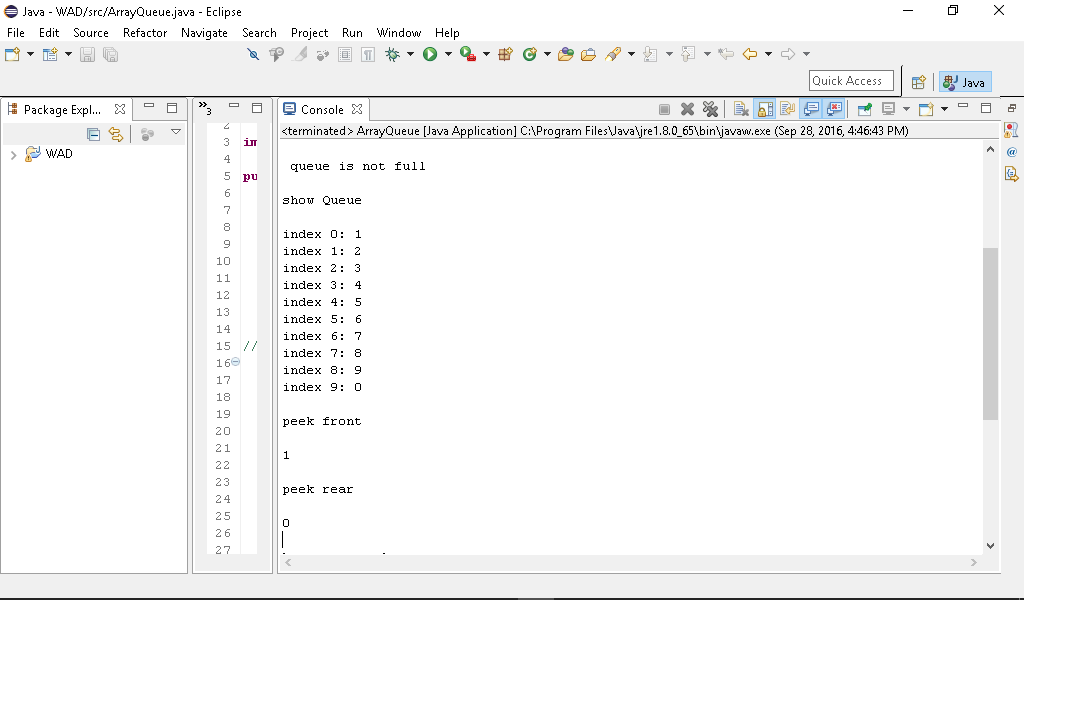 Java - WAD/src/ArrayQueue.java - Eclipse
File Edit Source Refactor Navigate Search Project Run Window Help
Quick Access
Java
Package Expl...
WAD
3
2
3 im
4
5 pu
6
7
8
9
10
11
12
13
14
15 //
16
17
18
19
20
21
22
23
24
25
26
27
Console
<terminated> ArrayQueue [Java Application] C:\Program Files\Java\jre1.8.0_65\bin\javaw.exe (Sep 28, 2016, 4:46:43 PM)
queue is not full
show Queue
index 0: 1
index 1: 2
index 2: 3
index 3: 4
index 4: 5
index 5: 6
index 6: 7
index 7: 8
index 8: 9
index 9: 0
peek front
1
peek rear
0